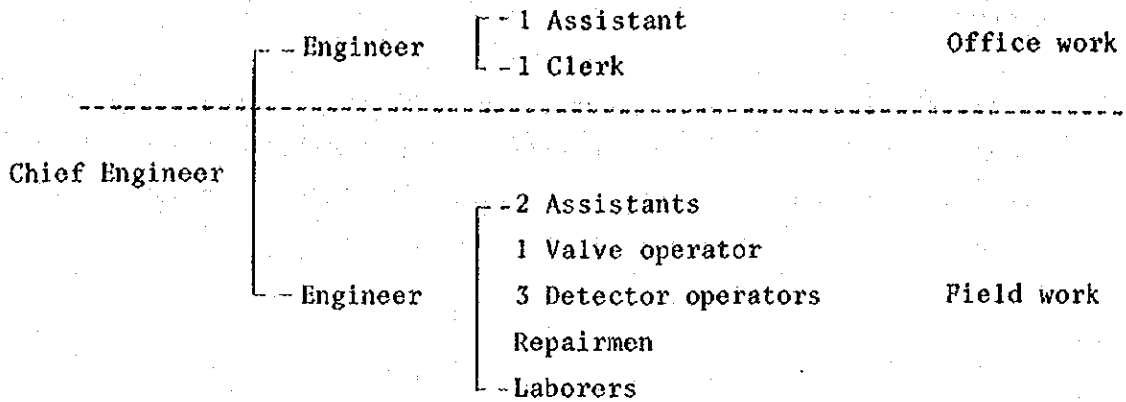 - - 1 Assistant
- - Engineer Office work
- - 1 Clerk
Chief Engineer
- - 2 Assistants
1 Valve operator
- - Engineer 3 Detector operators Field work
Repairmen
- - Laborers